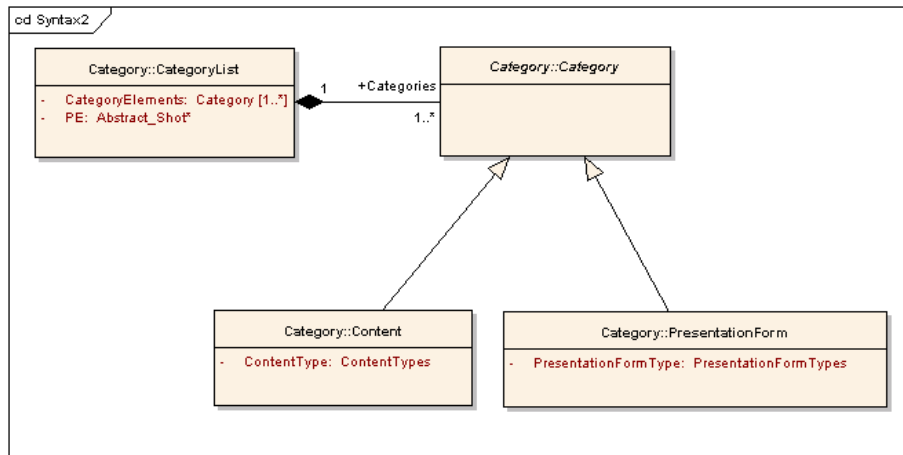 cd Syntax2
Category::CategoryList
- CategoryElements: Category [1..*]
- PE: Abstract_Shot*
1
+Categories
1..*
Category::Category
Category::Content
- ContentType: ContentTypes
Category::PresentationForm
- PresentationFormType: PresentationFormTypes